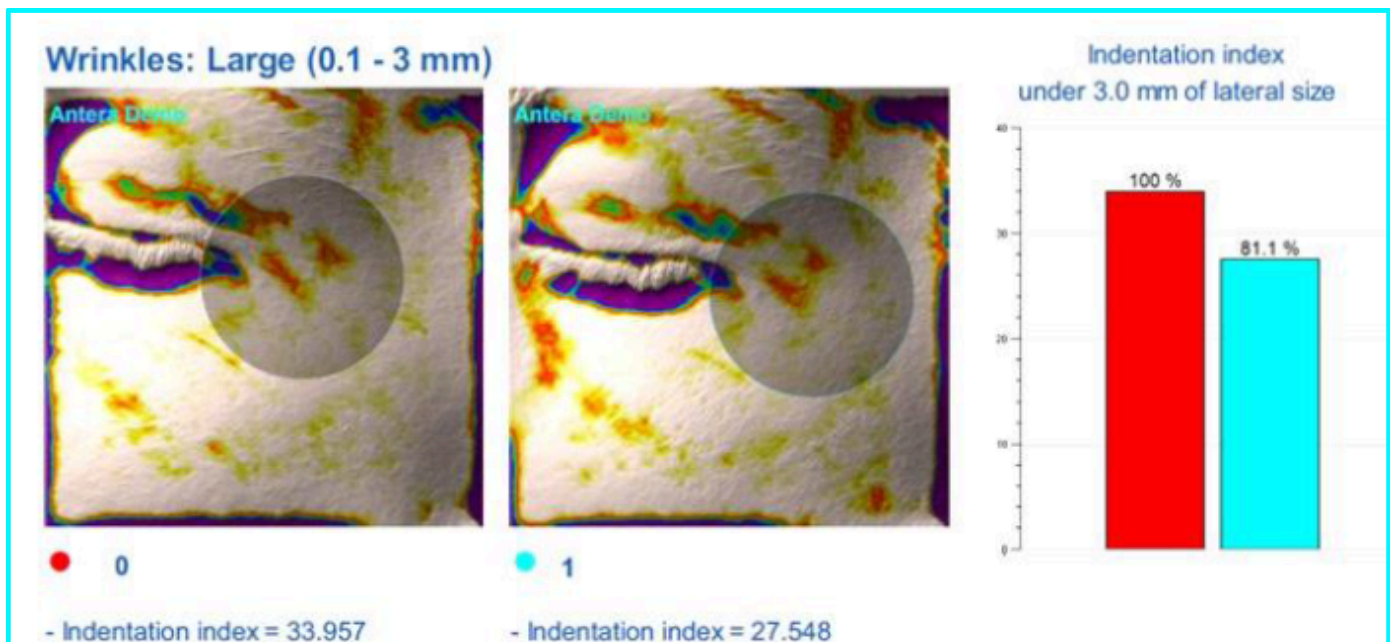 Wrinkles: Large (0.1 - 3 mm)
Antera Demo
Antera Demo
0
1
- Indentation index = 33.957
- Indentation index = 27.548
Indentation index
under 3.0 mm of lateral size
40
30
20
10
0
100 %
81.1 %